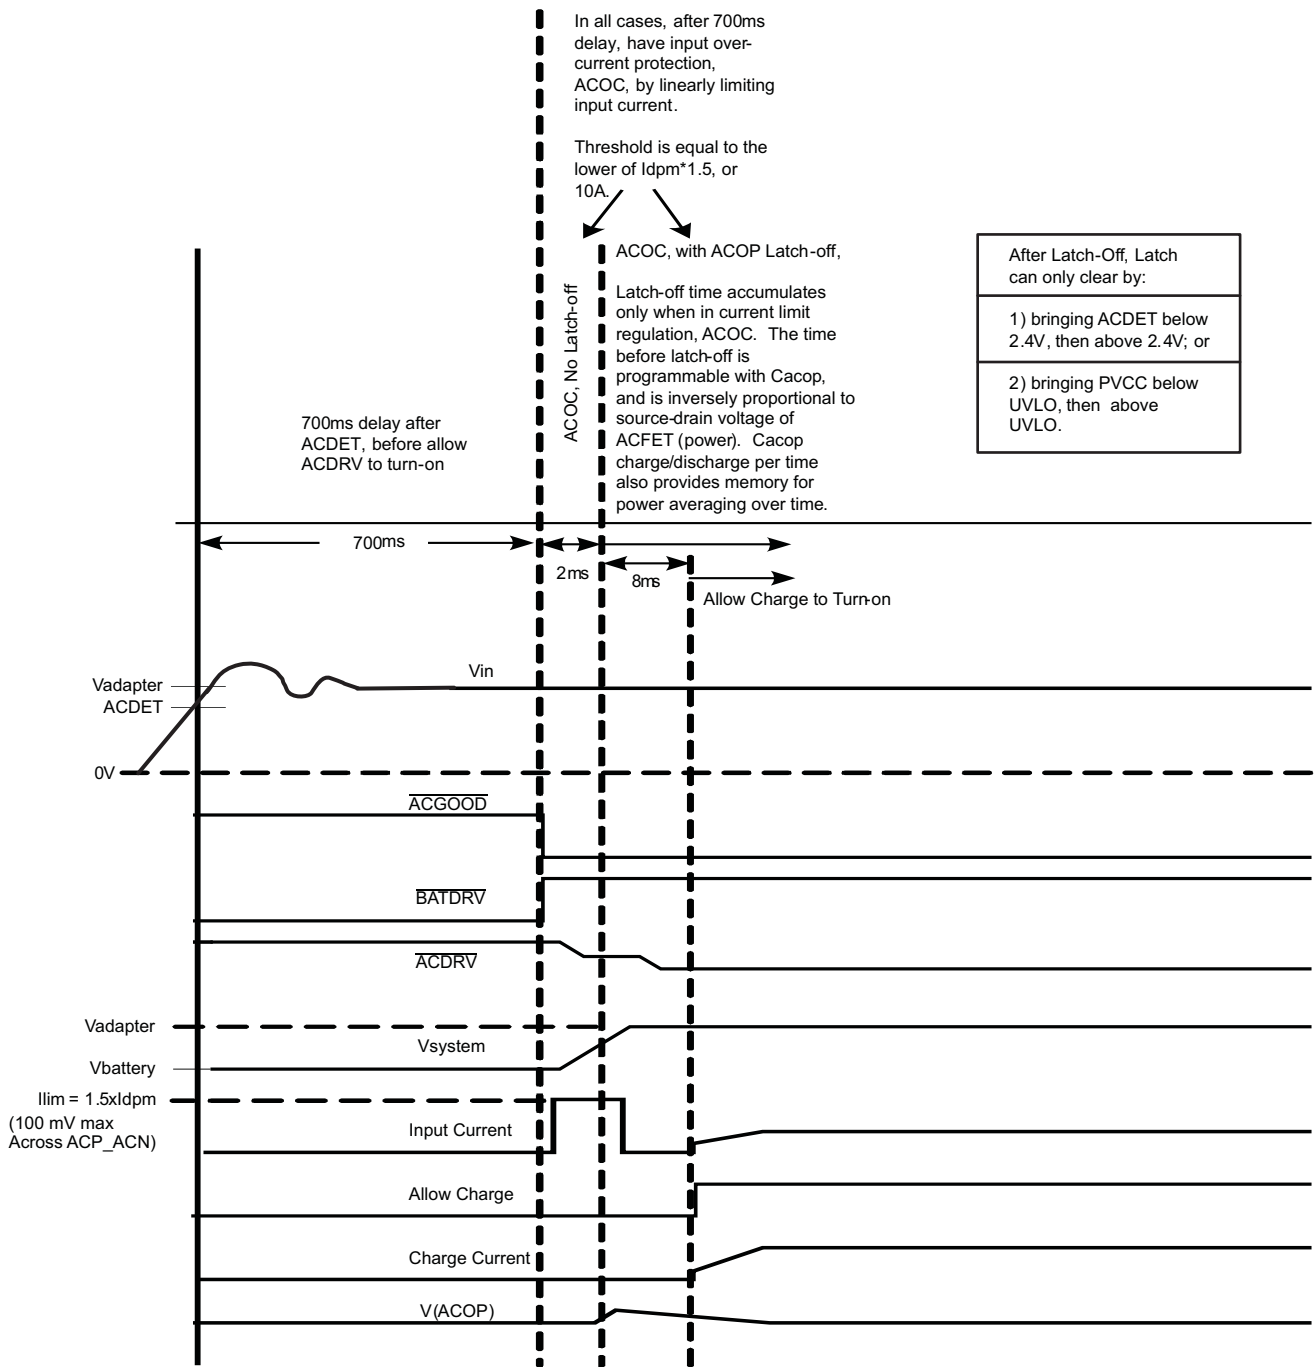 In all cases, after 700ms
delay, have input over-
current protection,
ACOC, by linearly limiting
input current.
Threshold is equal to the
lower of Idpm*1.5, or
10A.
ACOC, No Latch-off
ACOC, with ACOP Latch-off,
Latch-off time accumulates
only when in current limit
regulation, ACOC. The time
before latch-off is
programmable with Cacop,
and is inversely proportional to
source-drain voltage of
ACFET (power). Cacop
charge/discharge per time
also provides memory for
power averaging over time.
After Latch-Off, Latch
can only clear by:
1) bringing ACDET below
2.4V, then above 2.4V; or
2) bringing PVCC below
UVLO, then above
UVLO.
700ms delay after
ACDET, before allow
ACDRV to turn-on
700ms
2ms
8ms
Allow Charge to Turn-on
Vin
Vadapter
ACDET
0V
ACGOOD
BATDRV
ACDRV
Vadapter
Vsystem
Vbattery
Ilim = 1.5xIdpm
(100 mV max
Across ACP_ACN)
Input Current
Allow Charge
Charge Current
V(ACOP)